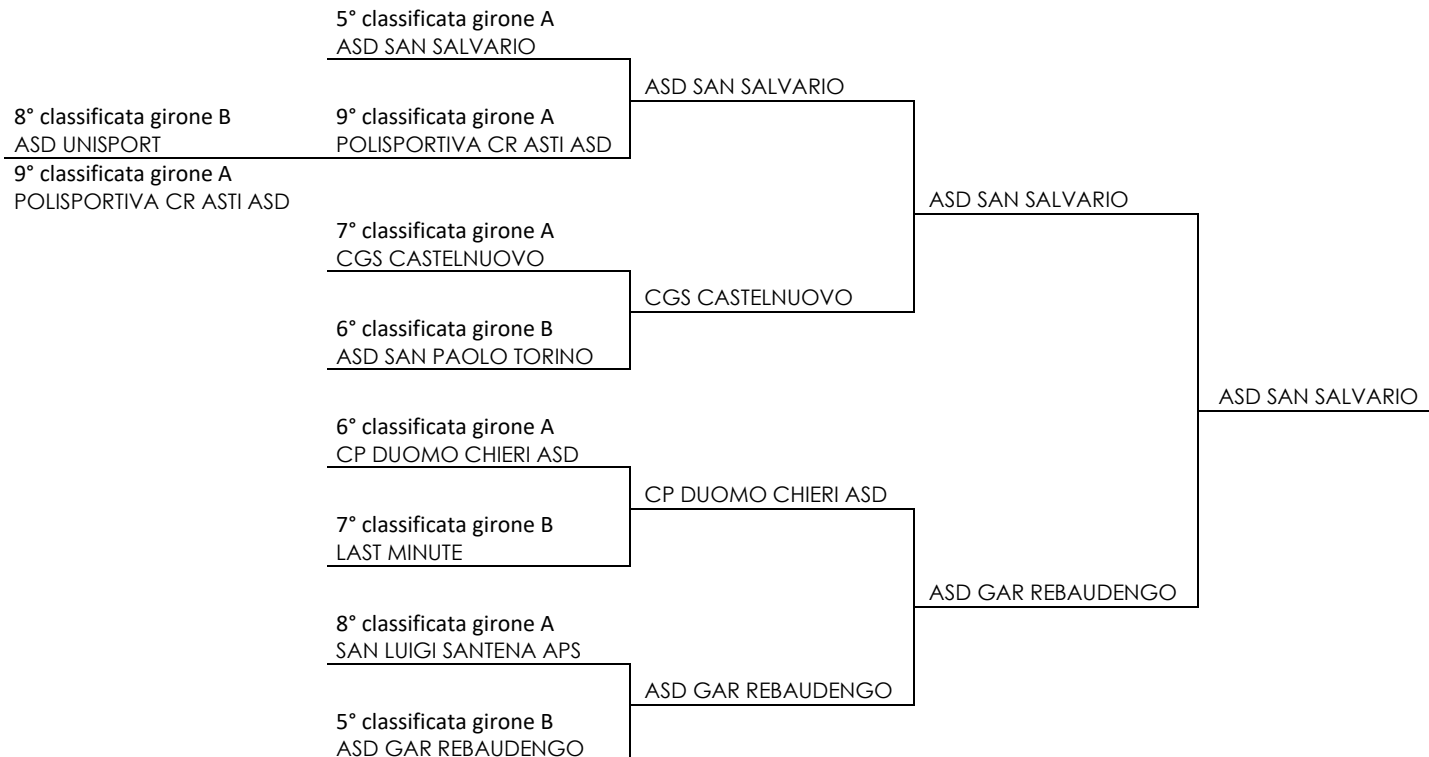 5° classificata girone A
ASD SAN SALVARIO
ASD SAN SALVARIO
8° classificata girone B
ASD UNISPORT
9° classificata girone A
POLISPORTIVA CR ASTI ASD
9° classificata girone A
POLISPORTIVA CR ASTI ASD
ASD SAN SALVARIO
7° classificata girone A
CGS CASTELNUOVO
CGS CASTELNUOVO
6° classificata girone B
ASD SAN PAOLO TORINO
ASD SAN SALVARIO
6° classificata girone A
CP DUOMO CHIERI ASD
CP DUOMO CHIERI ASD
7° classificata girone B
LAST MINUTE
ASD GAR REBAUDENGO
8° classificata girone A
SAN LUIGI SANTENA APS
ASD GAR REBAUDENGO
5° classificata girone B
ASD GAR REBAUDENGO